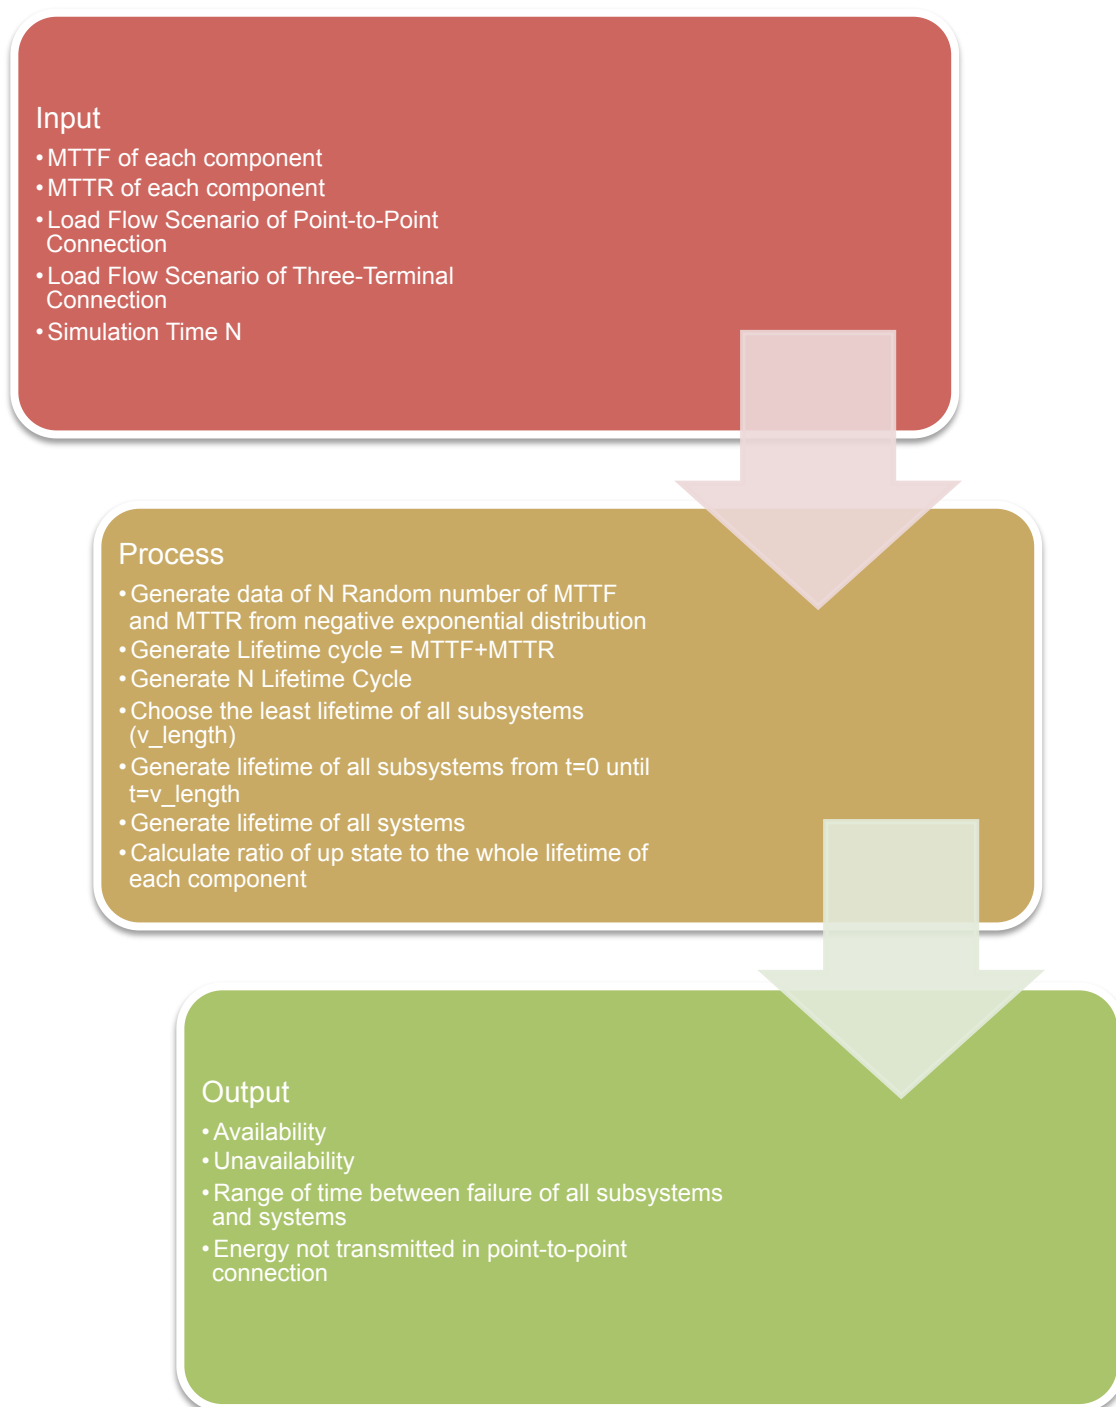 Input
• MTTF of each component
• MTTR of each component
• Load Flow Scenario of Point-to-Point
Connection
• Load Flow Scenario of Three-Terminal
Connection
• Simulation Time N
Process
• Generate data of N Random number of MTTF
and MTTR from negative exponential distribution
• Generate Lifetime cycle = MTTF+MTTR
• Generate N Lifetime Cycle
• Choose the least lifetime of all subsystems
(v_length)
• Generate lifetime of all subsystems from t=0 until
t=v_length
• Generate lifetime of all systems
• Calculate ratio of up state to the whole lifetime of
each component
Output
• Availability
• Unavailability
• Range of time between failure of all subsystems
and systems
• Energy not transmitted in point-to-point
connection